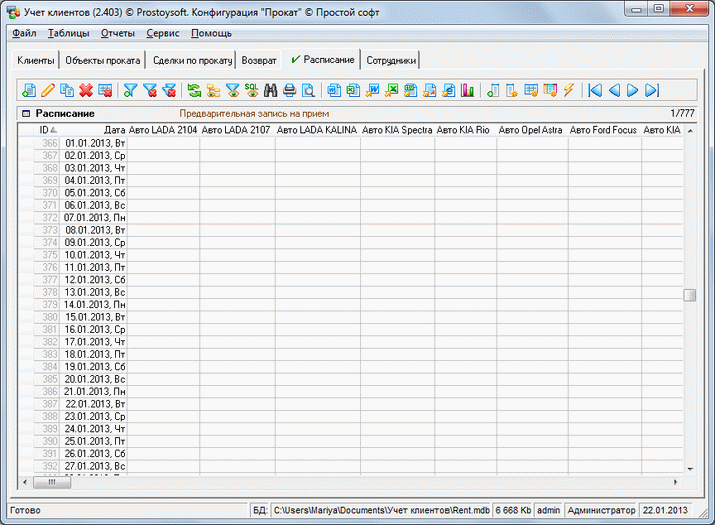 Учет клиентов (2.403) © Prostoysoft. Конфигурация "Прокат" © Простой софт
Файл Таблицы Отчеты Сервис Помощь
Клиенты Объекты проката Сделки по прокату Возврат Расписание Сотрудники
SQL
Расписание Предварительная запись на прием 1/777
ID Дата Авто LADA 2104 Авто LADA 2107 Авто LADA KALINA Авто KIA Spectra Авто KIA Rio Авто Opel Astra Авто Ford Focus Авто KIA
366 01.01.2013, Вт
367 02.01.2013, Ср
368 03.01.2013, Чт
369 04.01.2013, Пт
370 05.01.2013, Сб
371 06.01.2013, Вс
372 07.01.2013, Пн
373 08.01.2013, Вт
374 09.01.2013, Ср
375 10.01.2013, Чт
376 11.01.2013, Пт
377 12.01.2013, Сб
378 13.01.2013, Вс
379 14.01.2013, Пн
380 15.01.2013, Вт
381 16.01.2013, Ср
382 17.01.2013, Чт
383 18.01.2013, Пт
384 19.01.2013, Сб
385 20.01.2013, Вс
386 21.01.2013, Пн
387 22.01.2013, Вт
388 23.01.2013, Ср
389 24.01.2013, Чт
390 25.01.2013, Пт
391 26.01.2013, Сб
392 27.01.2013, Вс
Готово БД: C:\Users\Mariya\Documents\Учет клиентов\Rent.mdb 6 668 Kb admin Администратор 22.01.2013